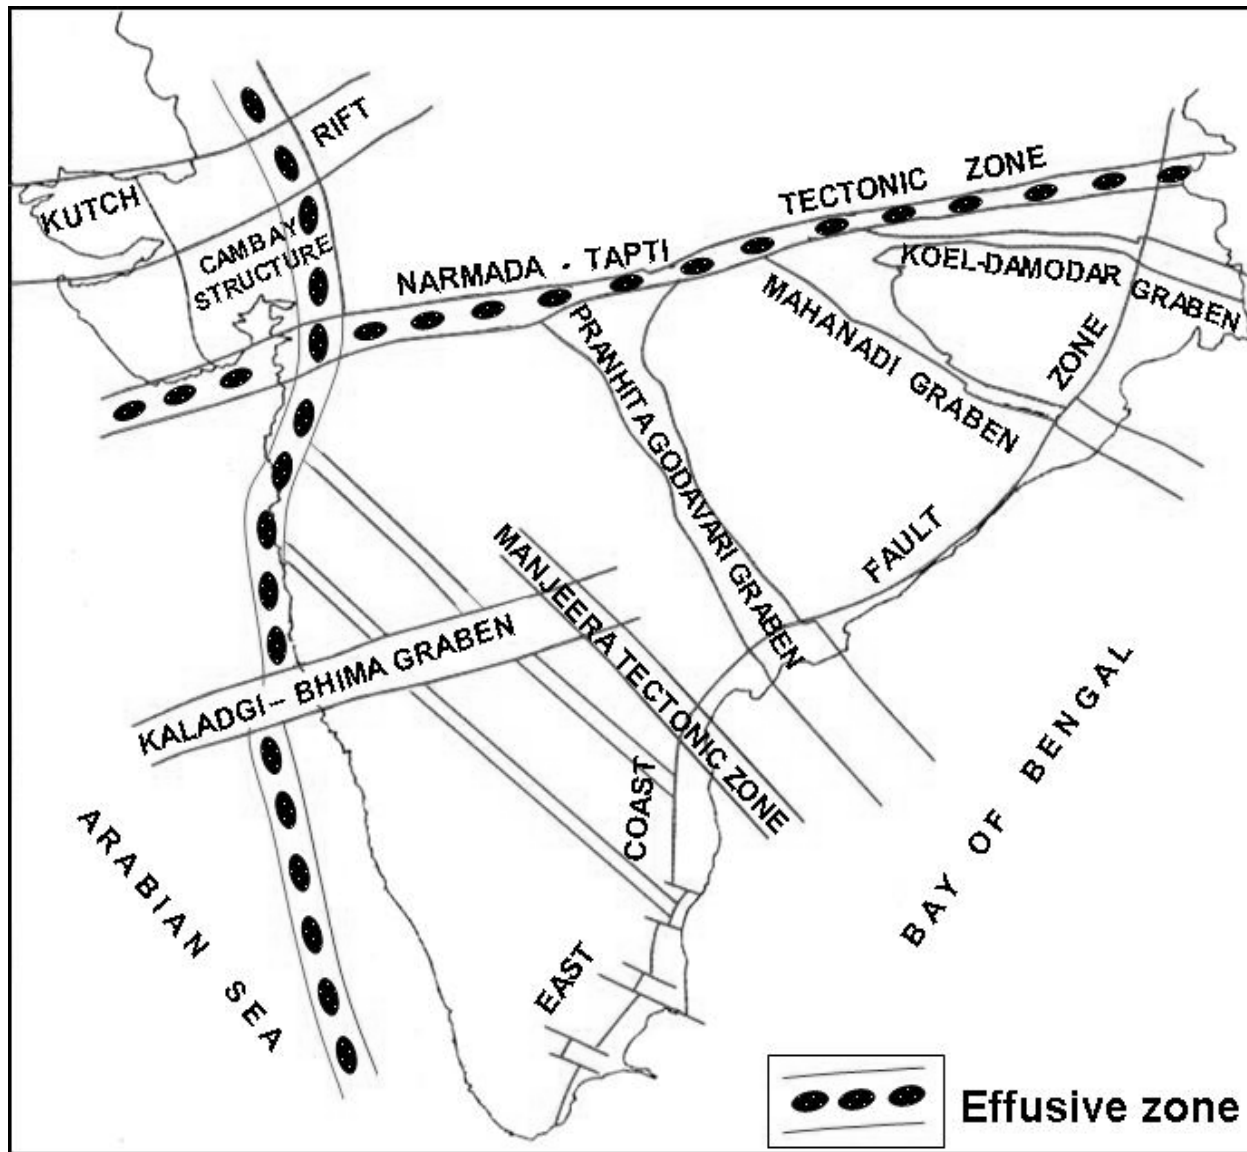 RIFT
KUTCH
CAMBAY
STRUCTURE
NARMADA - TAPTI
TECTONIC ZONE
KOEL-DAMODAR GRABEN
MAHANADI GRABEN
PRANHITA GODAVARI GRABEN
MANJEERA TECTONIC ZONE
KALADGI - BHIMA GRABEN
EAST COAST FAULT ZONE
ARABIAN SEA
BAY OF BENGAL
Effusive zone